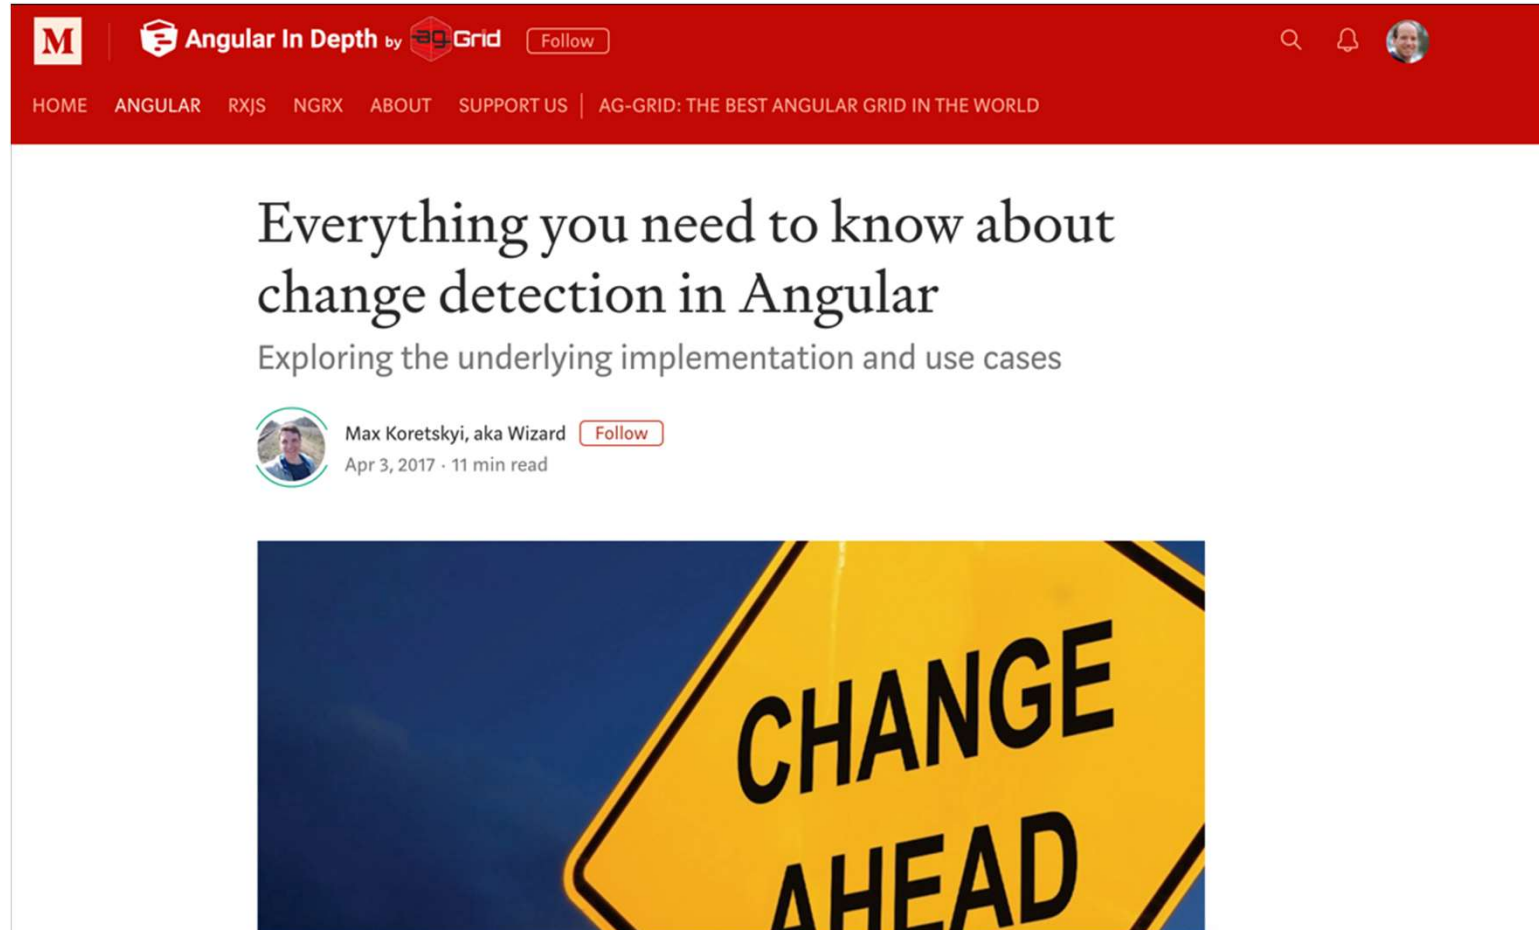 M
Angular In Depth by ag-Grid Follow
HOME ANGULAR RXJS NGRX ABOUT SUPPORT US AG-GRID: THE BEST ANGULAR GRID IN THE WORLD
Everything you need to know about
change detection in Angular
Exploring the underlying implementation and use cases
Max Koretskyi, aka Wizard Follow
Apr 3, 2017 · 11 min read
CHANGE
AHEAD